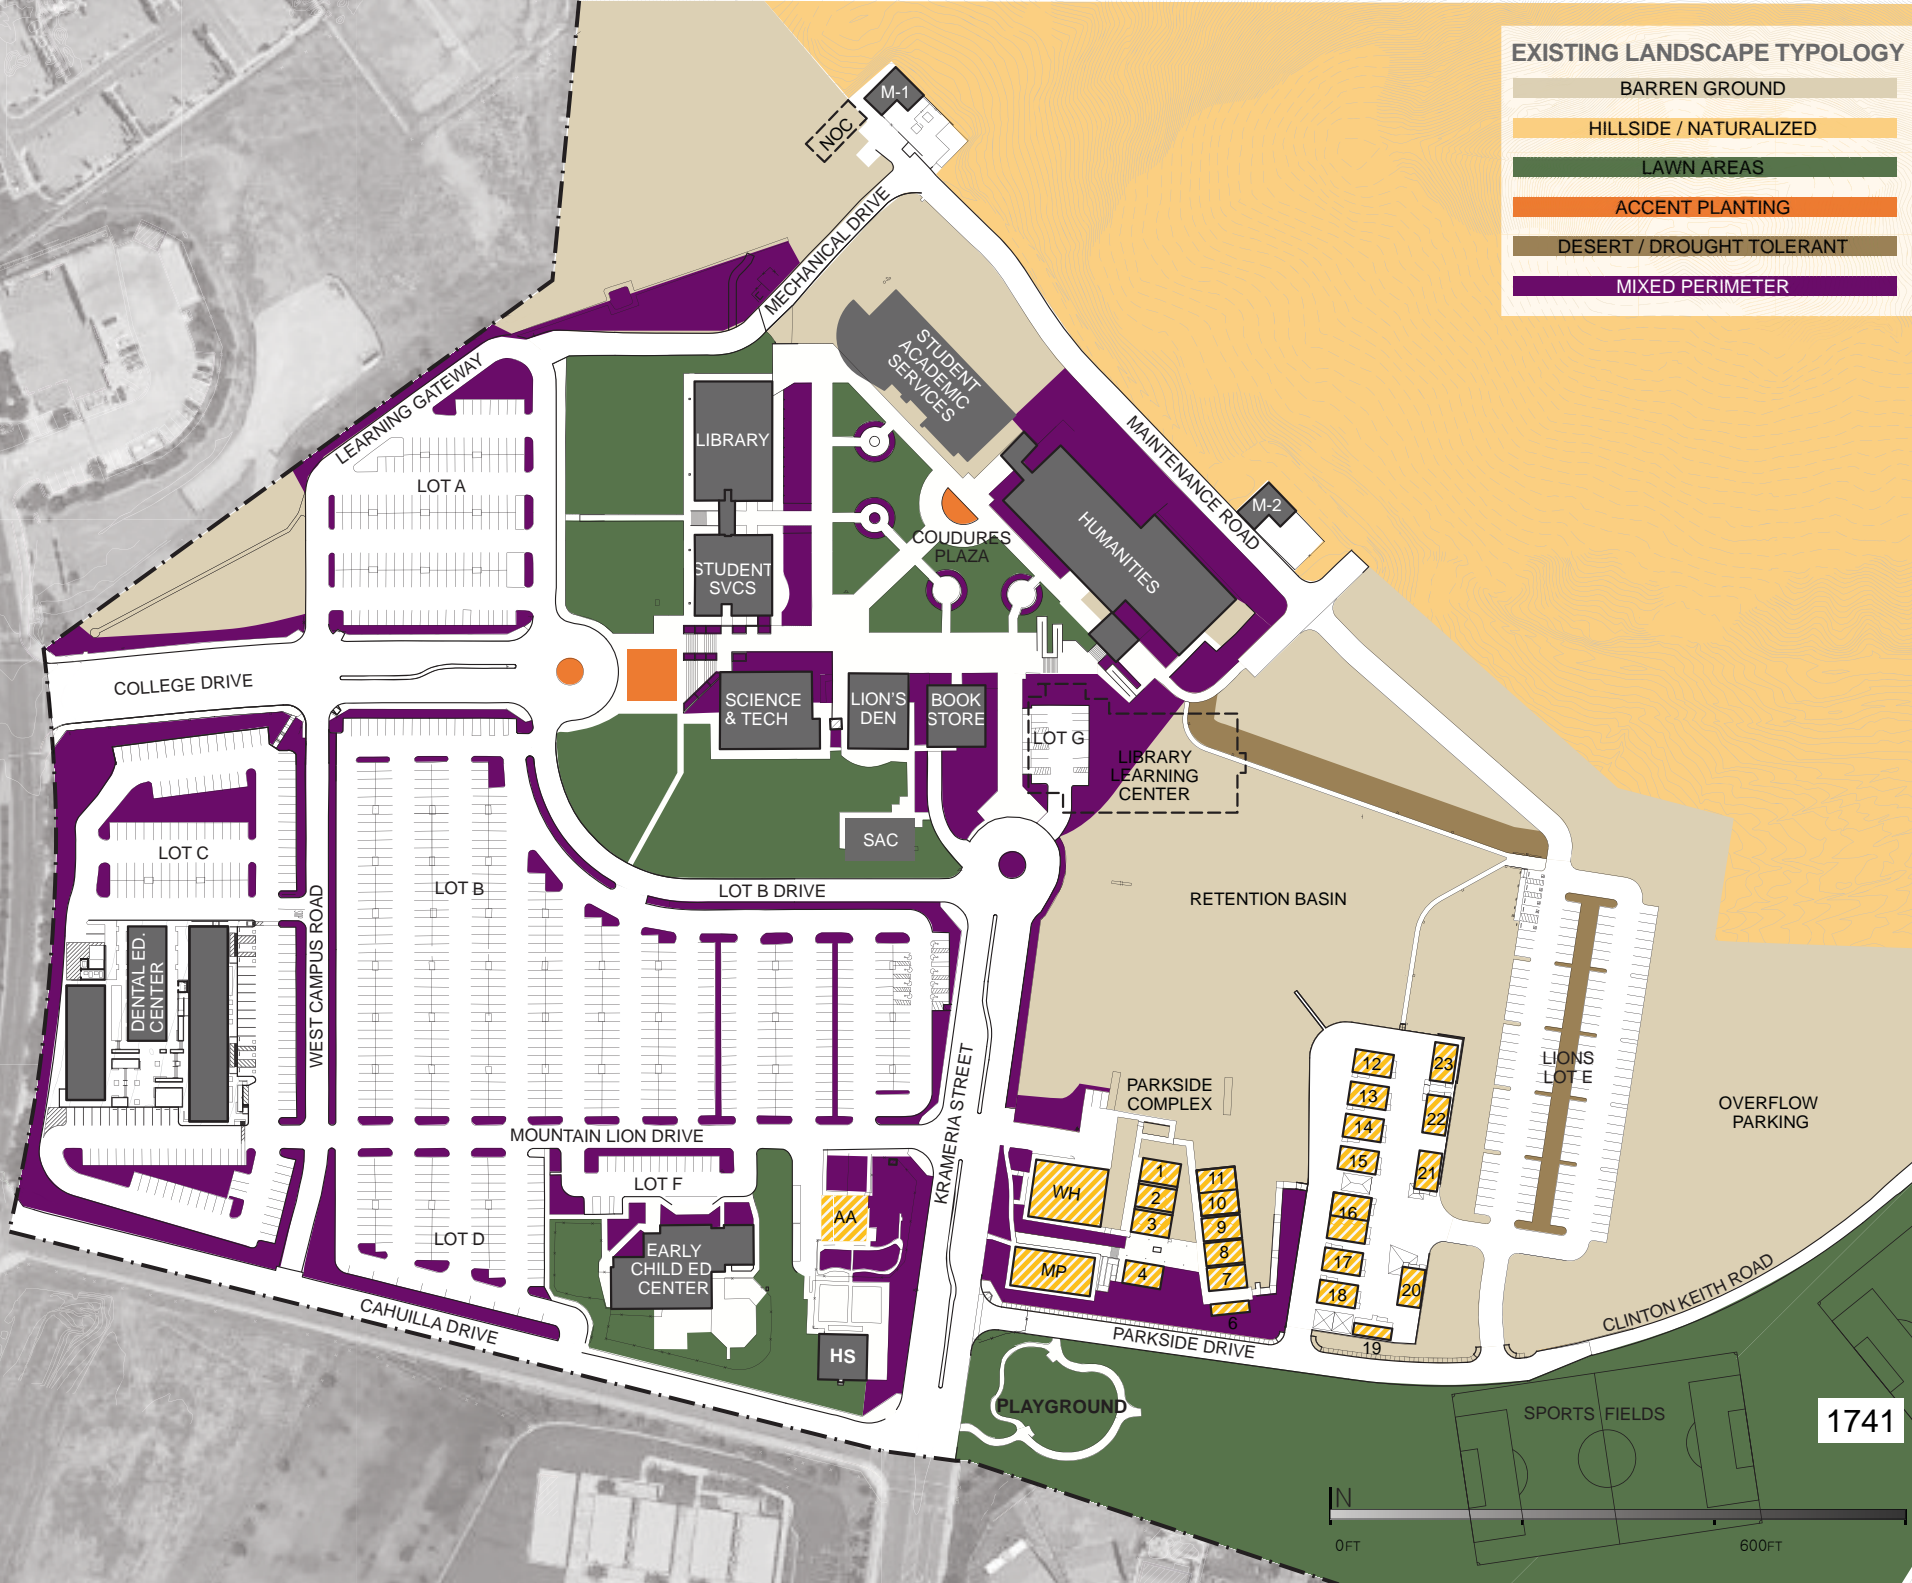 EXISTING LANDSCAPE TYPOLOGY
BARREN GROUND
HILLSIDE / NATURALIZED
LAWN AREAS
ACCENT PLANTING
DESERT / DROUGHT TOLERANT
MIXED PERIMETER
M-1
NOC
MECHANICAL DRIVE
LEARNING GATEWAY
STUDENT
ACADEMIC
SERVICES
MAINTENANCE ROAD
LIBRARY
LOT A
M-2
COUDURES
PLAZA
HUMANITIES
STUDENT
SVCS
COLLEGE DRIVE
SCIENCE
& TECH
LION'S
DEN
BOOK
STORE
LOT G
LIBRARY
LEARNING
CENTER
SAC
LOT C
LOT B
LOT B DRIVE
RETENTION BASIN
WEST CAMPUS ROAD
DENTAL ED.
CENTER
KRAMERIA STREET
PARKSIDE
COMPLEX
LIONS
LOT E
OVERFLOW
PARKING
12
13
14
15
16
17
18
19
20
21
22
23
MOUNTAIN LION DRIVE
LOT F
AA
WH
MP
1
2
3
4
11
10
9
8
7
6
LOT D
EARLY
CHILD ED
CENTER
HS
CAHUILLA DRIVE
PARKSIDE DRIVE
CLINTON KEITH ROAD
PLAYGROUND
SPORTS FIELDS
1741
N
0FT
600FT